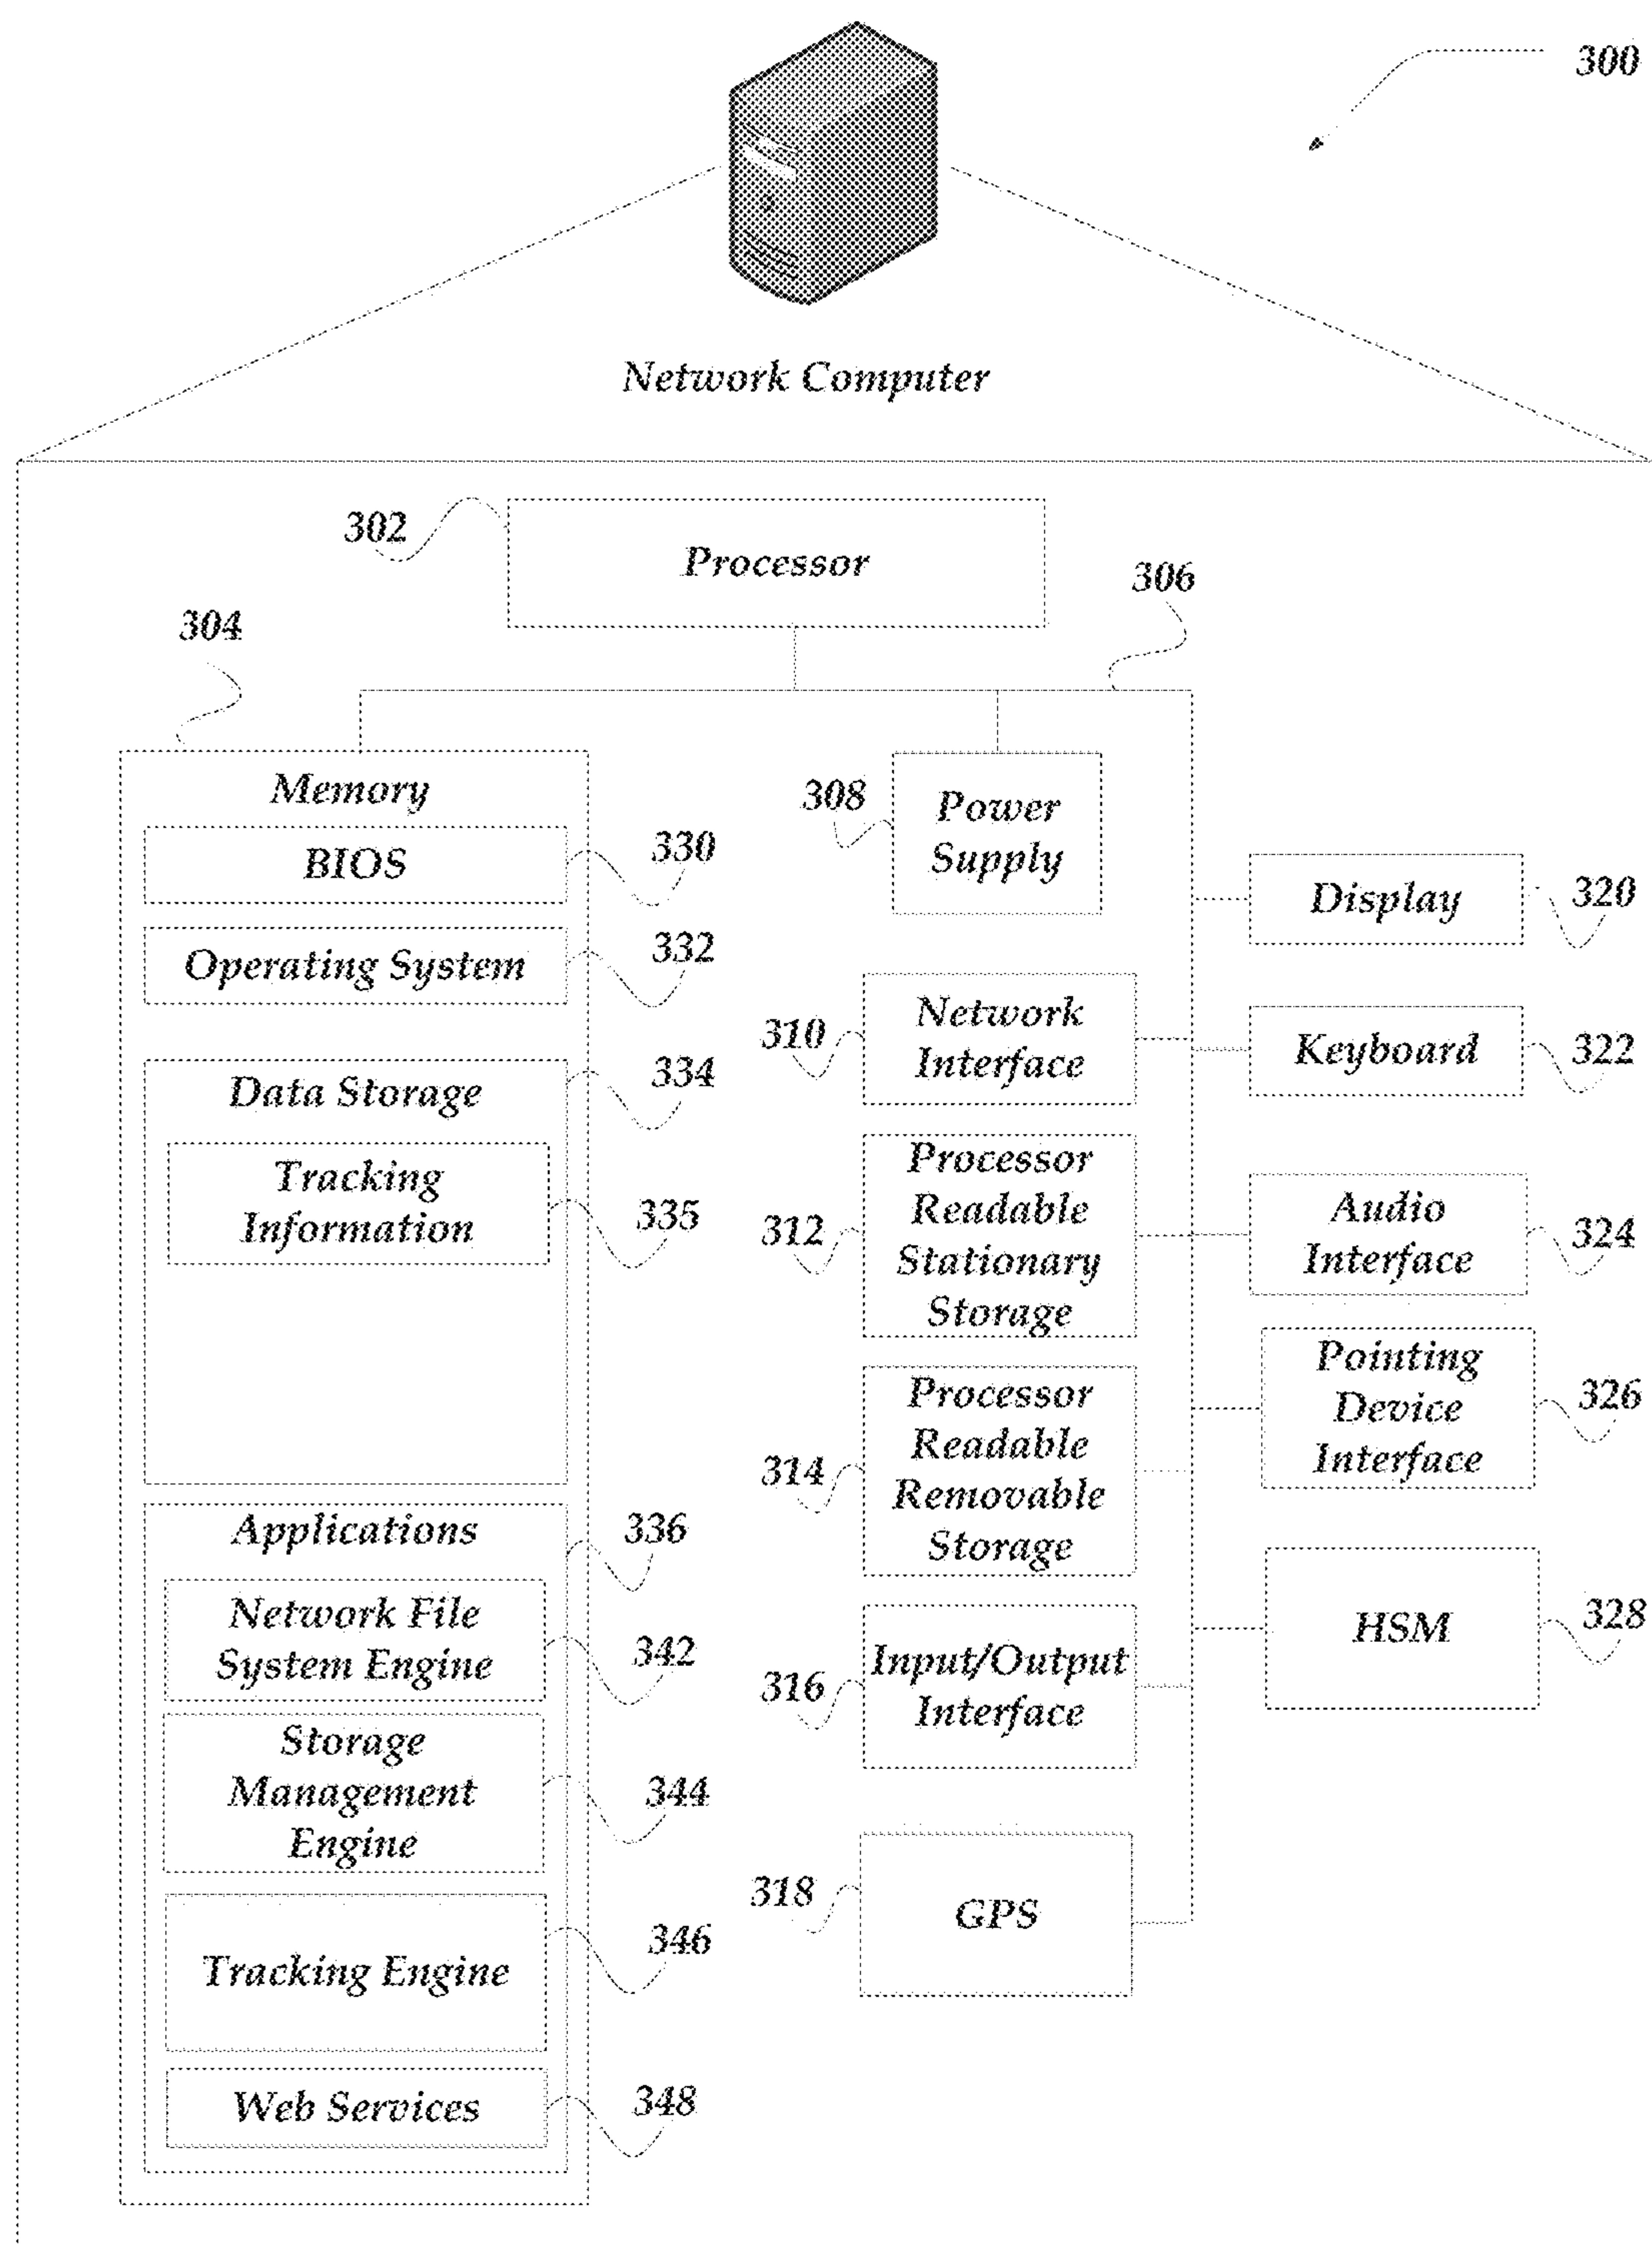 300
Network Computer
302
Processor
306
304
Memory
BIOS
330
Operating System
332
Data Storage
334
Tracking
Information
335
Applications
336
Network File
System Engine
342
Storage
Management
Engine
344
Tracking Engine
346
Web Services
348
308
Power
Supply
310
Network
Interface
312
Processor
Readable
Stationary
Storage
314
Processor
Readable
Removable
Storage
316
Input/Output
Interface
318
GPS
Display
320
Keyboard
322
Audio
Interface
324
Pointing
Device
Interface
326
HSM
328